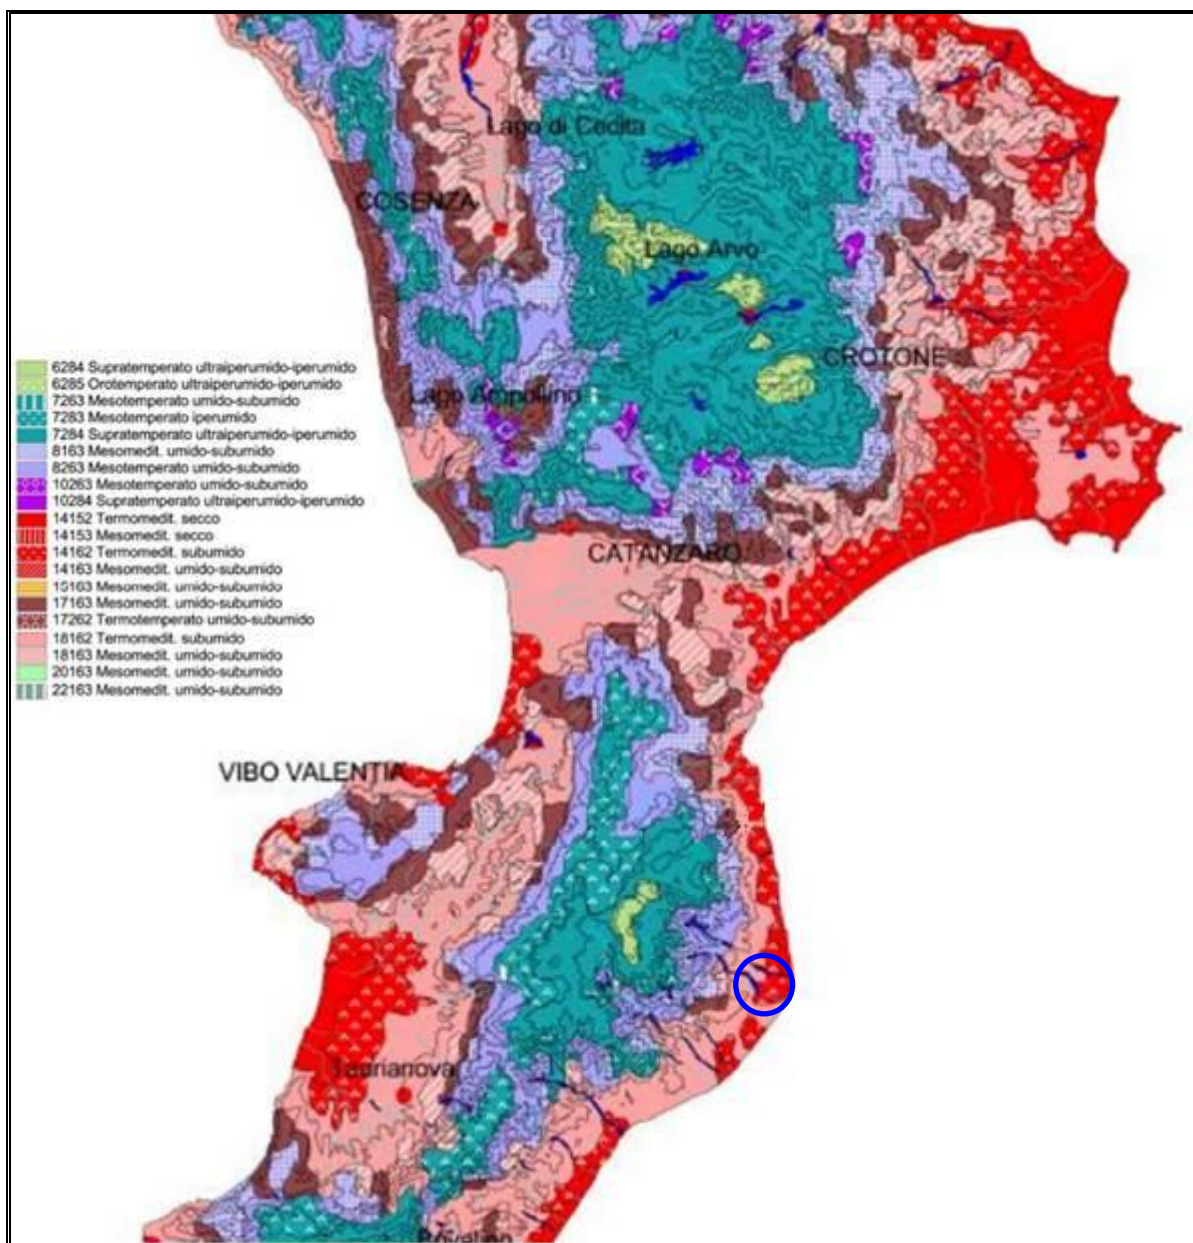 Lago di Cecita
COSENZA
Lago Arvo
CROTONE
Lago Ampollino
6284 Supratemperato ultraiperumido-iperumido
6285 Orotemperato ultraiperumido-iperumido
7263 Mesotemperato umido-subumido
7283 Mesotemperato iperumido
7284 Supratemperato ultraiperumido-iperumido
8163 Mesomedit. umido-subumido
8263 Mesotemperato umido-subumido
10263 Mesotemperato umido-subumido
10284 Supratemperato ultraiperumido-iperumido
14152 Termomedit. secco
14153 Mesomedit. secco
14162 Termomedit. subumido
14163 Mesomedit. umido-subumido
15163 Mesomedit. umido-subumido
17163 Mesomedit. umido-subumido
17262 Termotemperato umido-subumido
18162 Termomedit. subumido
18163 Mesomedit. umido-subumido
20163 Mesomedit. umido-subumido
22163 Mesomedit. umido-subumido
CATANZARO
VIBO VALENTIA
Taurianova
Bovalino